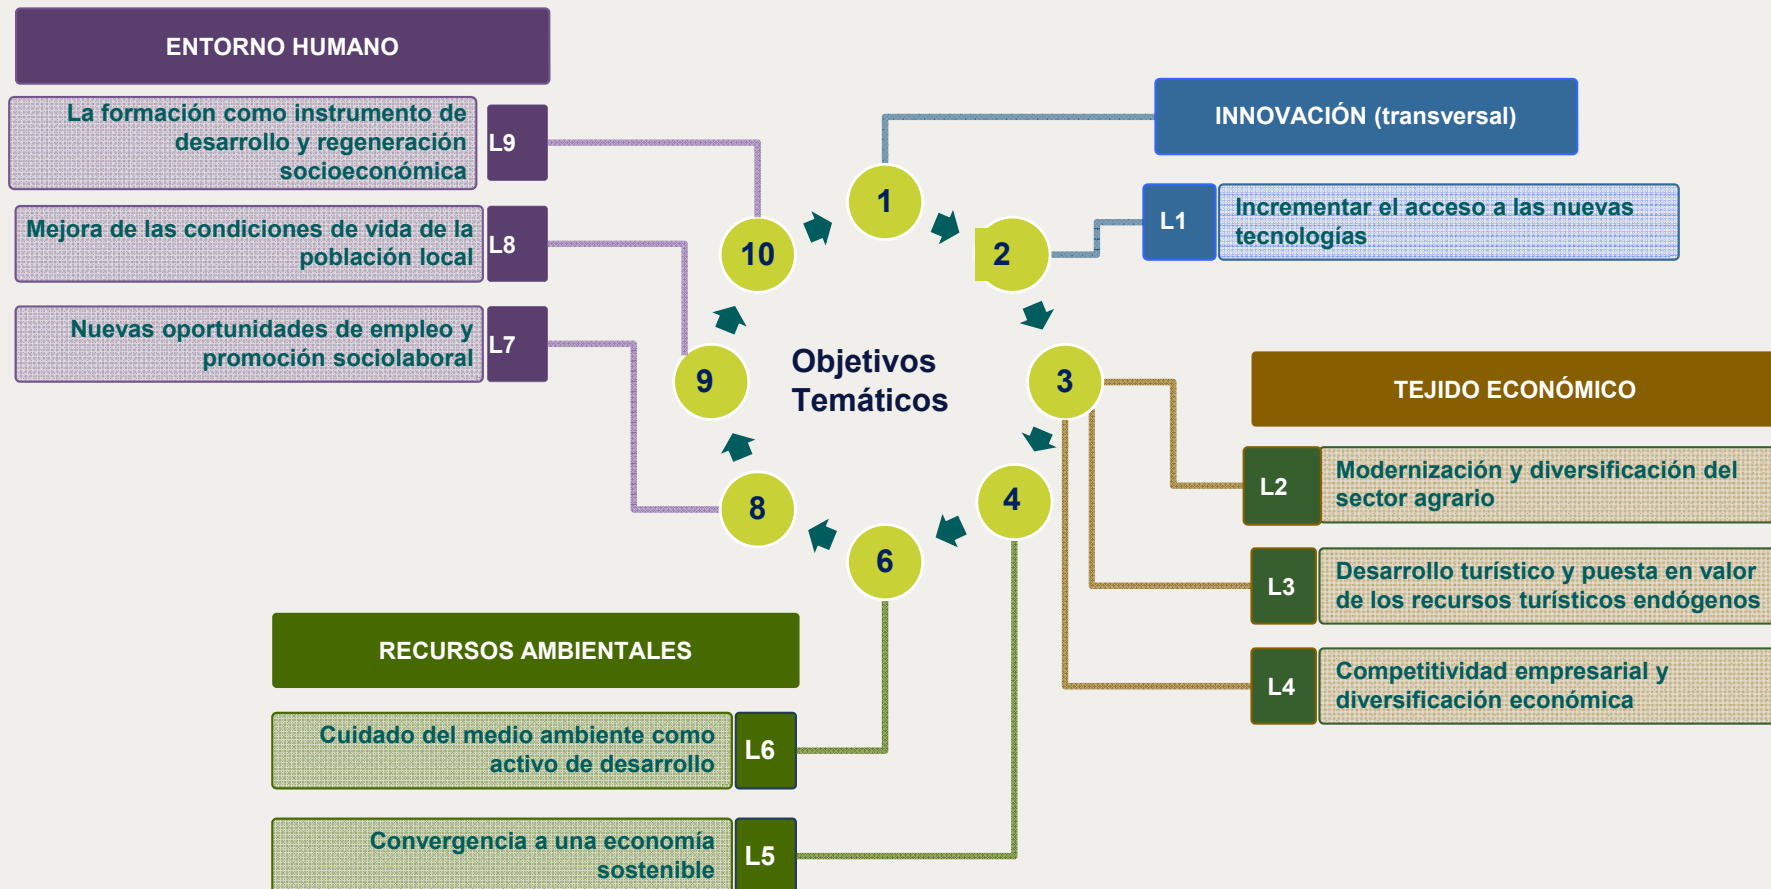 ENTORNO HUMANO
La formación como instrumento de
desarrollo y regeneración
socioeconómica
L9
Mejora de las condiciones de vida de la
población local
L8
Nuevas oportunidades de empleo y
promoción sociolaboral
L7
INNOVACIÓN (transversal)
L1
Incrementar el acceso a las nuevas
tecnologías
1
2
3
4
6
8
9
10
Objetivos
Temáticos
TEJIDO ECONÓMICO
L2
Modernización y diversificación del
sector agrario
L3
Desarrollo turístico y puesta en valor
de los recursos turísticos endógenos
L4
Competitividad empresarial y
diversificación económica
RECURSOS AMBIENTALES
Cuidado del medio ambiente como
activo de desarrollo
L6
Convergencia a una economía
sostenible
L5